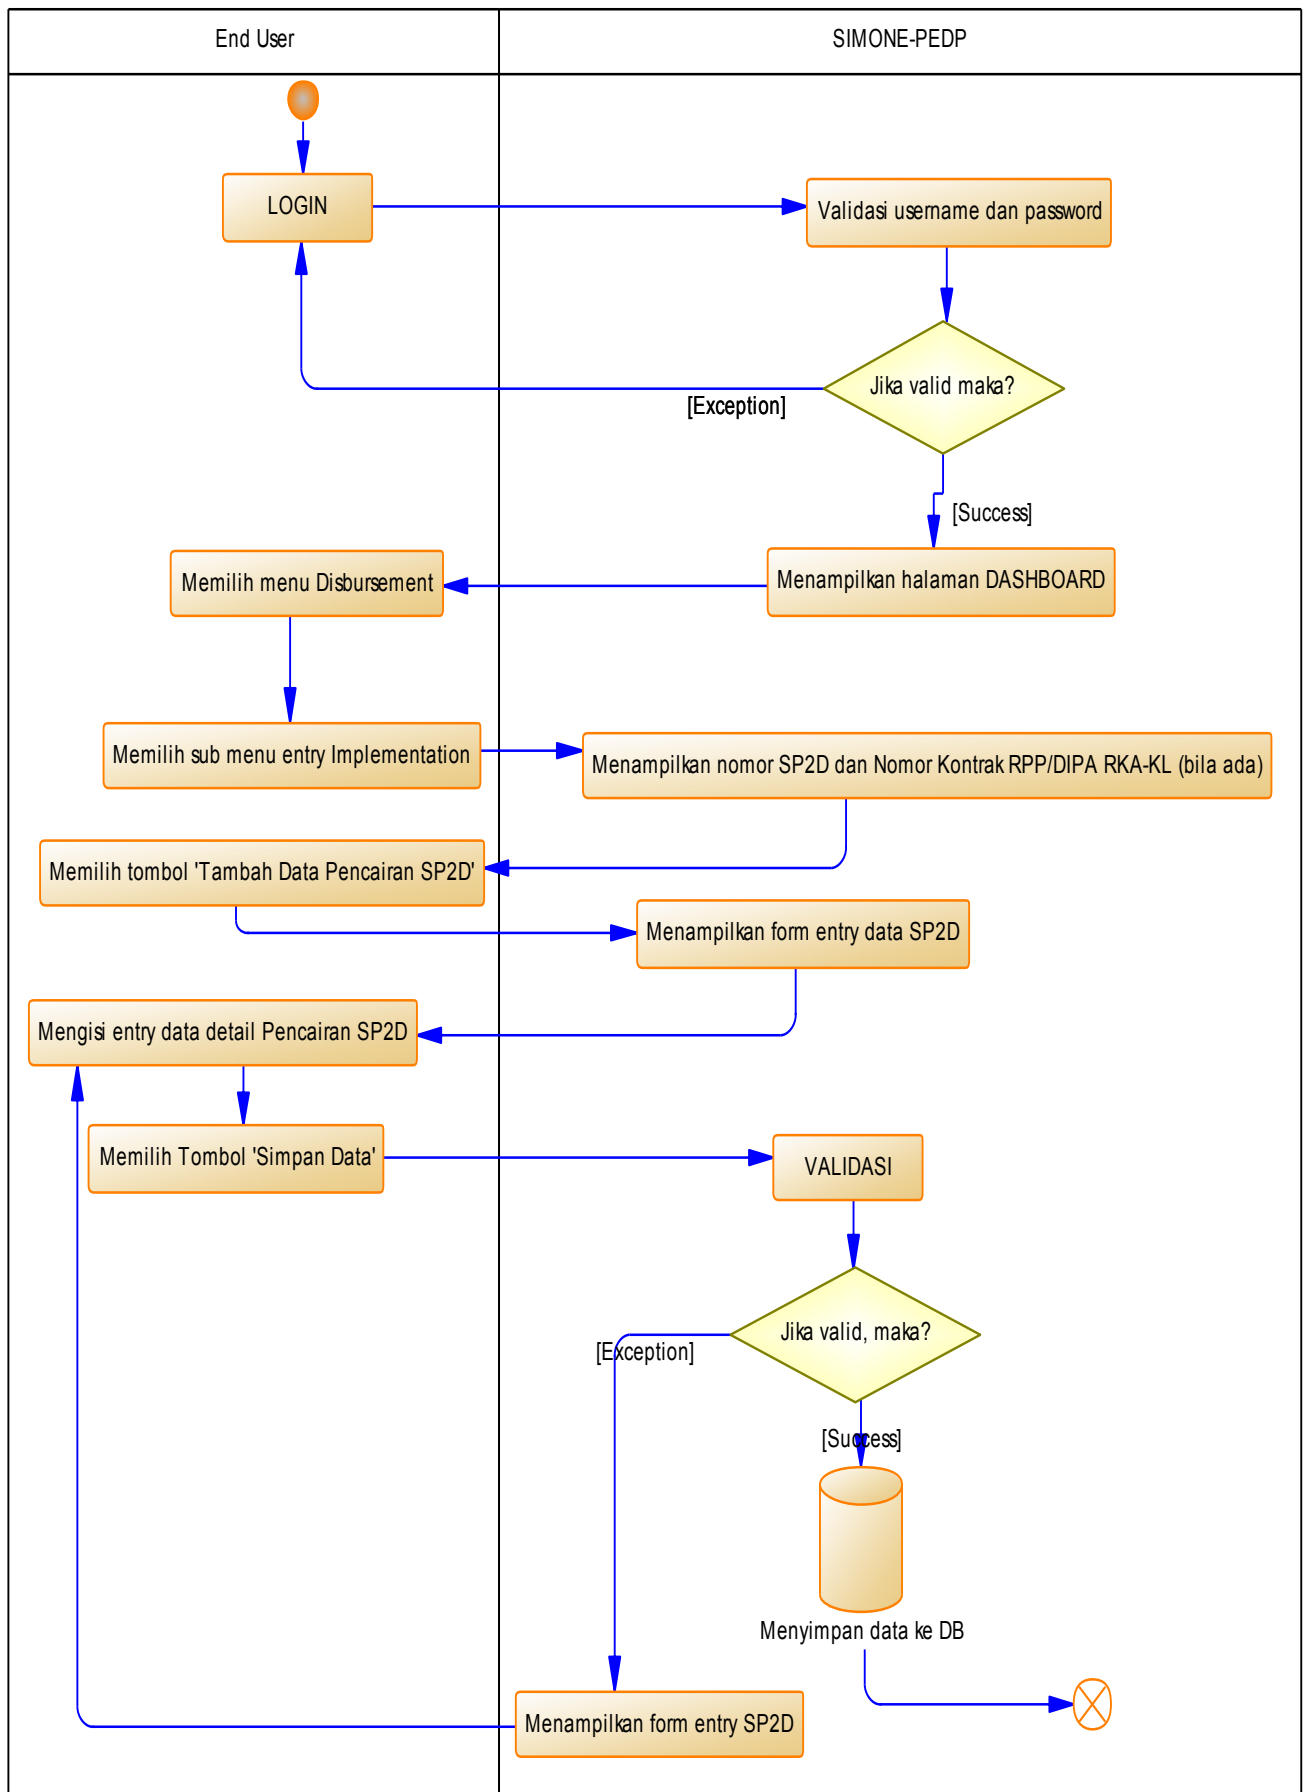 End User
SIMONE-PEDP
LOGIN
Validasi username dan password
Jika valid maka?
[Exception]
[Success]
Memilih menu Disbursement
Menampilkan halaman DASHBOARD
Memilih sub menu entry Implementation
Menampilkan nomor SP2D dan Nomor Kontrak RPP/DIPA RKA-KL (bila ada)
Memilih tombol 'Tambah Data Pencairan SP2D'
Menampilkan form entry data SP2D
Mengisi entry data detail Pencairan SP2D
Memilih Tombol 'Simpan Data'
VALIDASI
Jika valid, maka?
[Exception]
[Success]
Menyimpan data ke DB
Menampilkan form entry SP2D